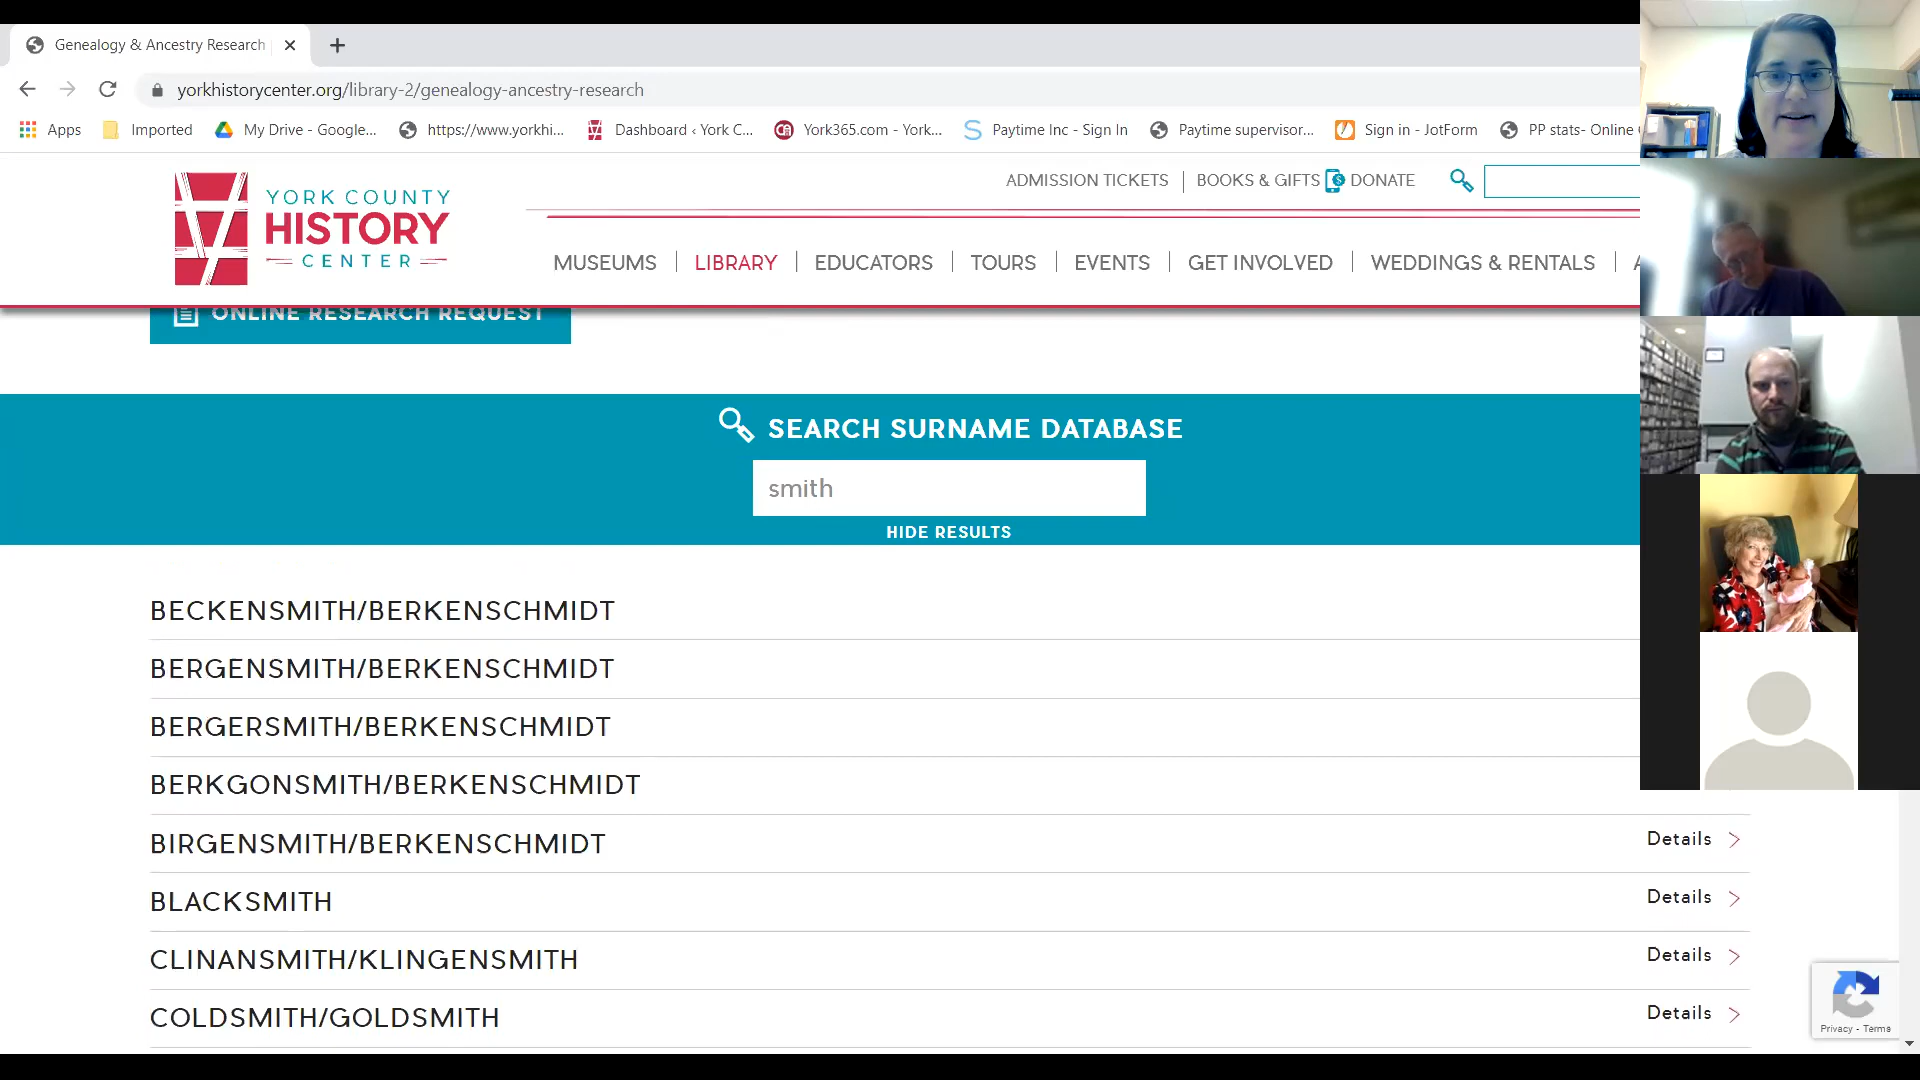 Genealogy & Ancestry Research
yorkhistorycenter.org/library-2/genealogy-ancestry-research
Apps
Imported
My Drive - Google...
https://www.yorkhi...
Dashboard ‹ York C...
York365.com - York...
Paytime Inc - Sign In
Paytime supervisor...
Sign in - JotForm
PP stats- Online
YORK COUNTY
HISTORY
CENTER
ADMISSION TICKETS
BOOKS & GIFTS
DONATE
MUSEUMS
LIBRARY
EDUCATORS
TOURS
EVENTS
GET INVOLVED
WEDDINGS & RENTALS
ONLINE RESEARCH REQUEST
SEARCH SURNAME DATABASE
smith
HIDE RESULTS
BECKENSMITH/BERKENSCHMIDT
BERGENSMITH/BERKENSCHMIDT
BERGERSMITH/BERKENSCHMIDT
BERKGONSMITH/BERKENSCHMIDT
BIRGENSMITH/BERKENSCHMIDT
Details
BLACKSMITH
Details
CLINANSMITH/KLINGENSMITH
Details
COLDSMITH/GOLDSMITH
Details
Privacy - Terms